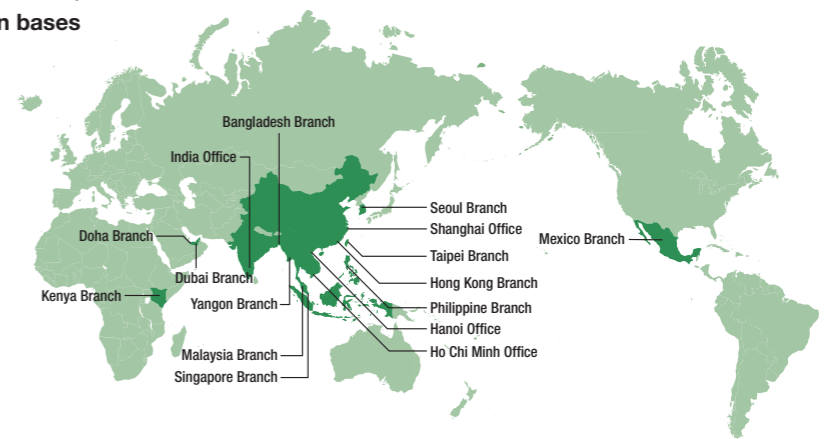 n bases
Bangladesh Branch
India Office
Doha Branch
Dubai Branch
Kenya Branch
Yangon Branch
Malaysia Branch
Singapore Branch
Seoul Branch
Shanghai Office
Taipei Branch
Hong Kong Branch
Philippine Branch
Hanoi Office
Ho Chi Minh Office
Mexico Branch